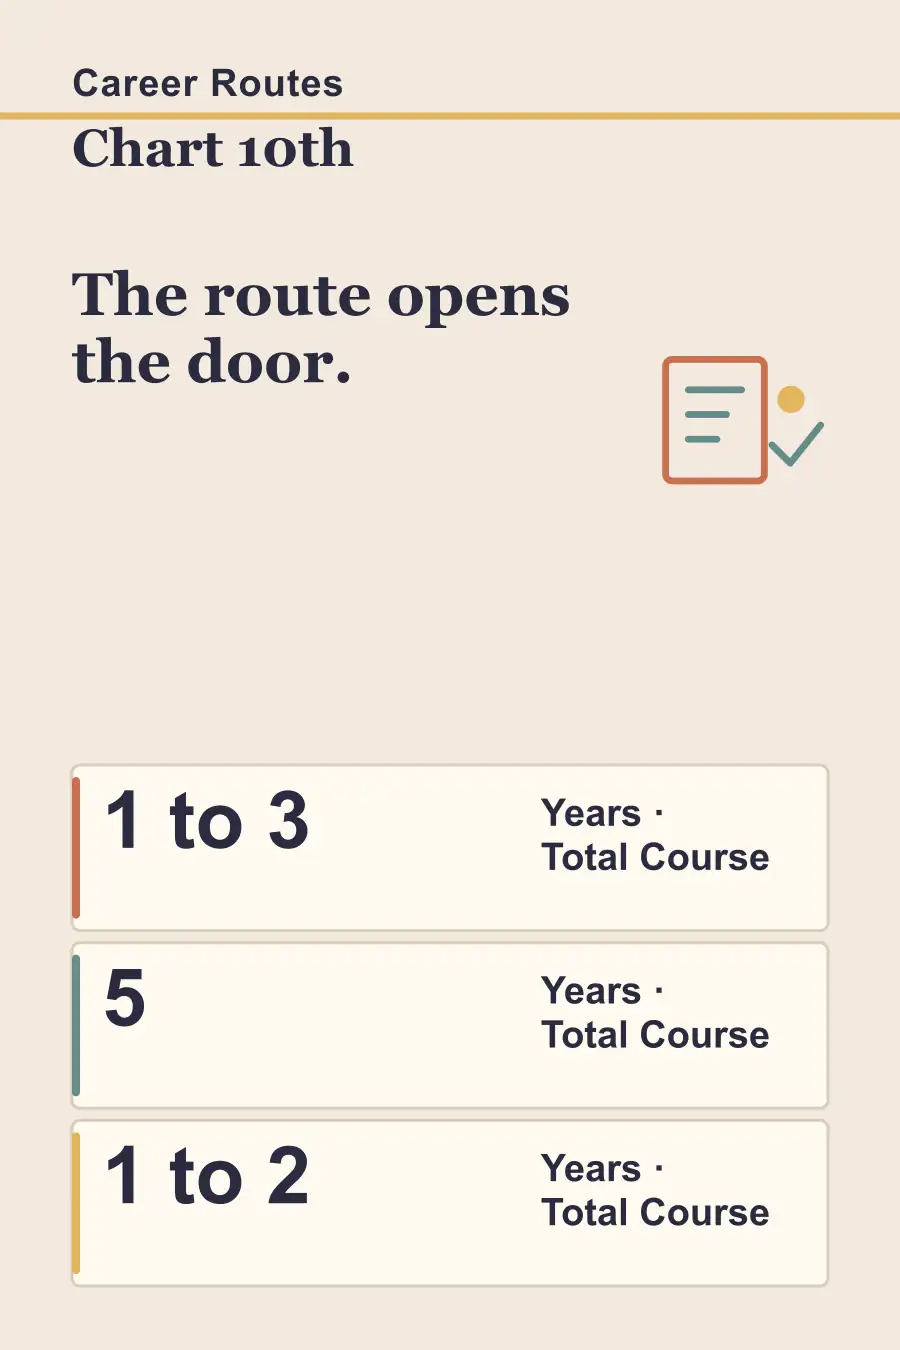 Career Routes
Chart 10th
The route opens
the door.
1 to 3
Years ·
Total Course
5
Years ·
Total Course
1 to 2
Years ·
Total Course